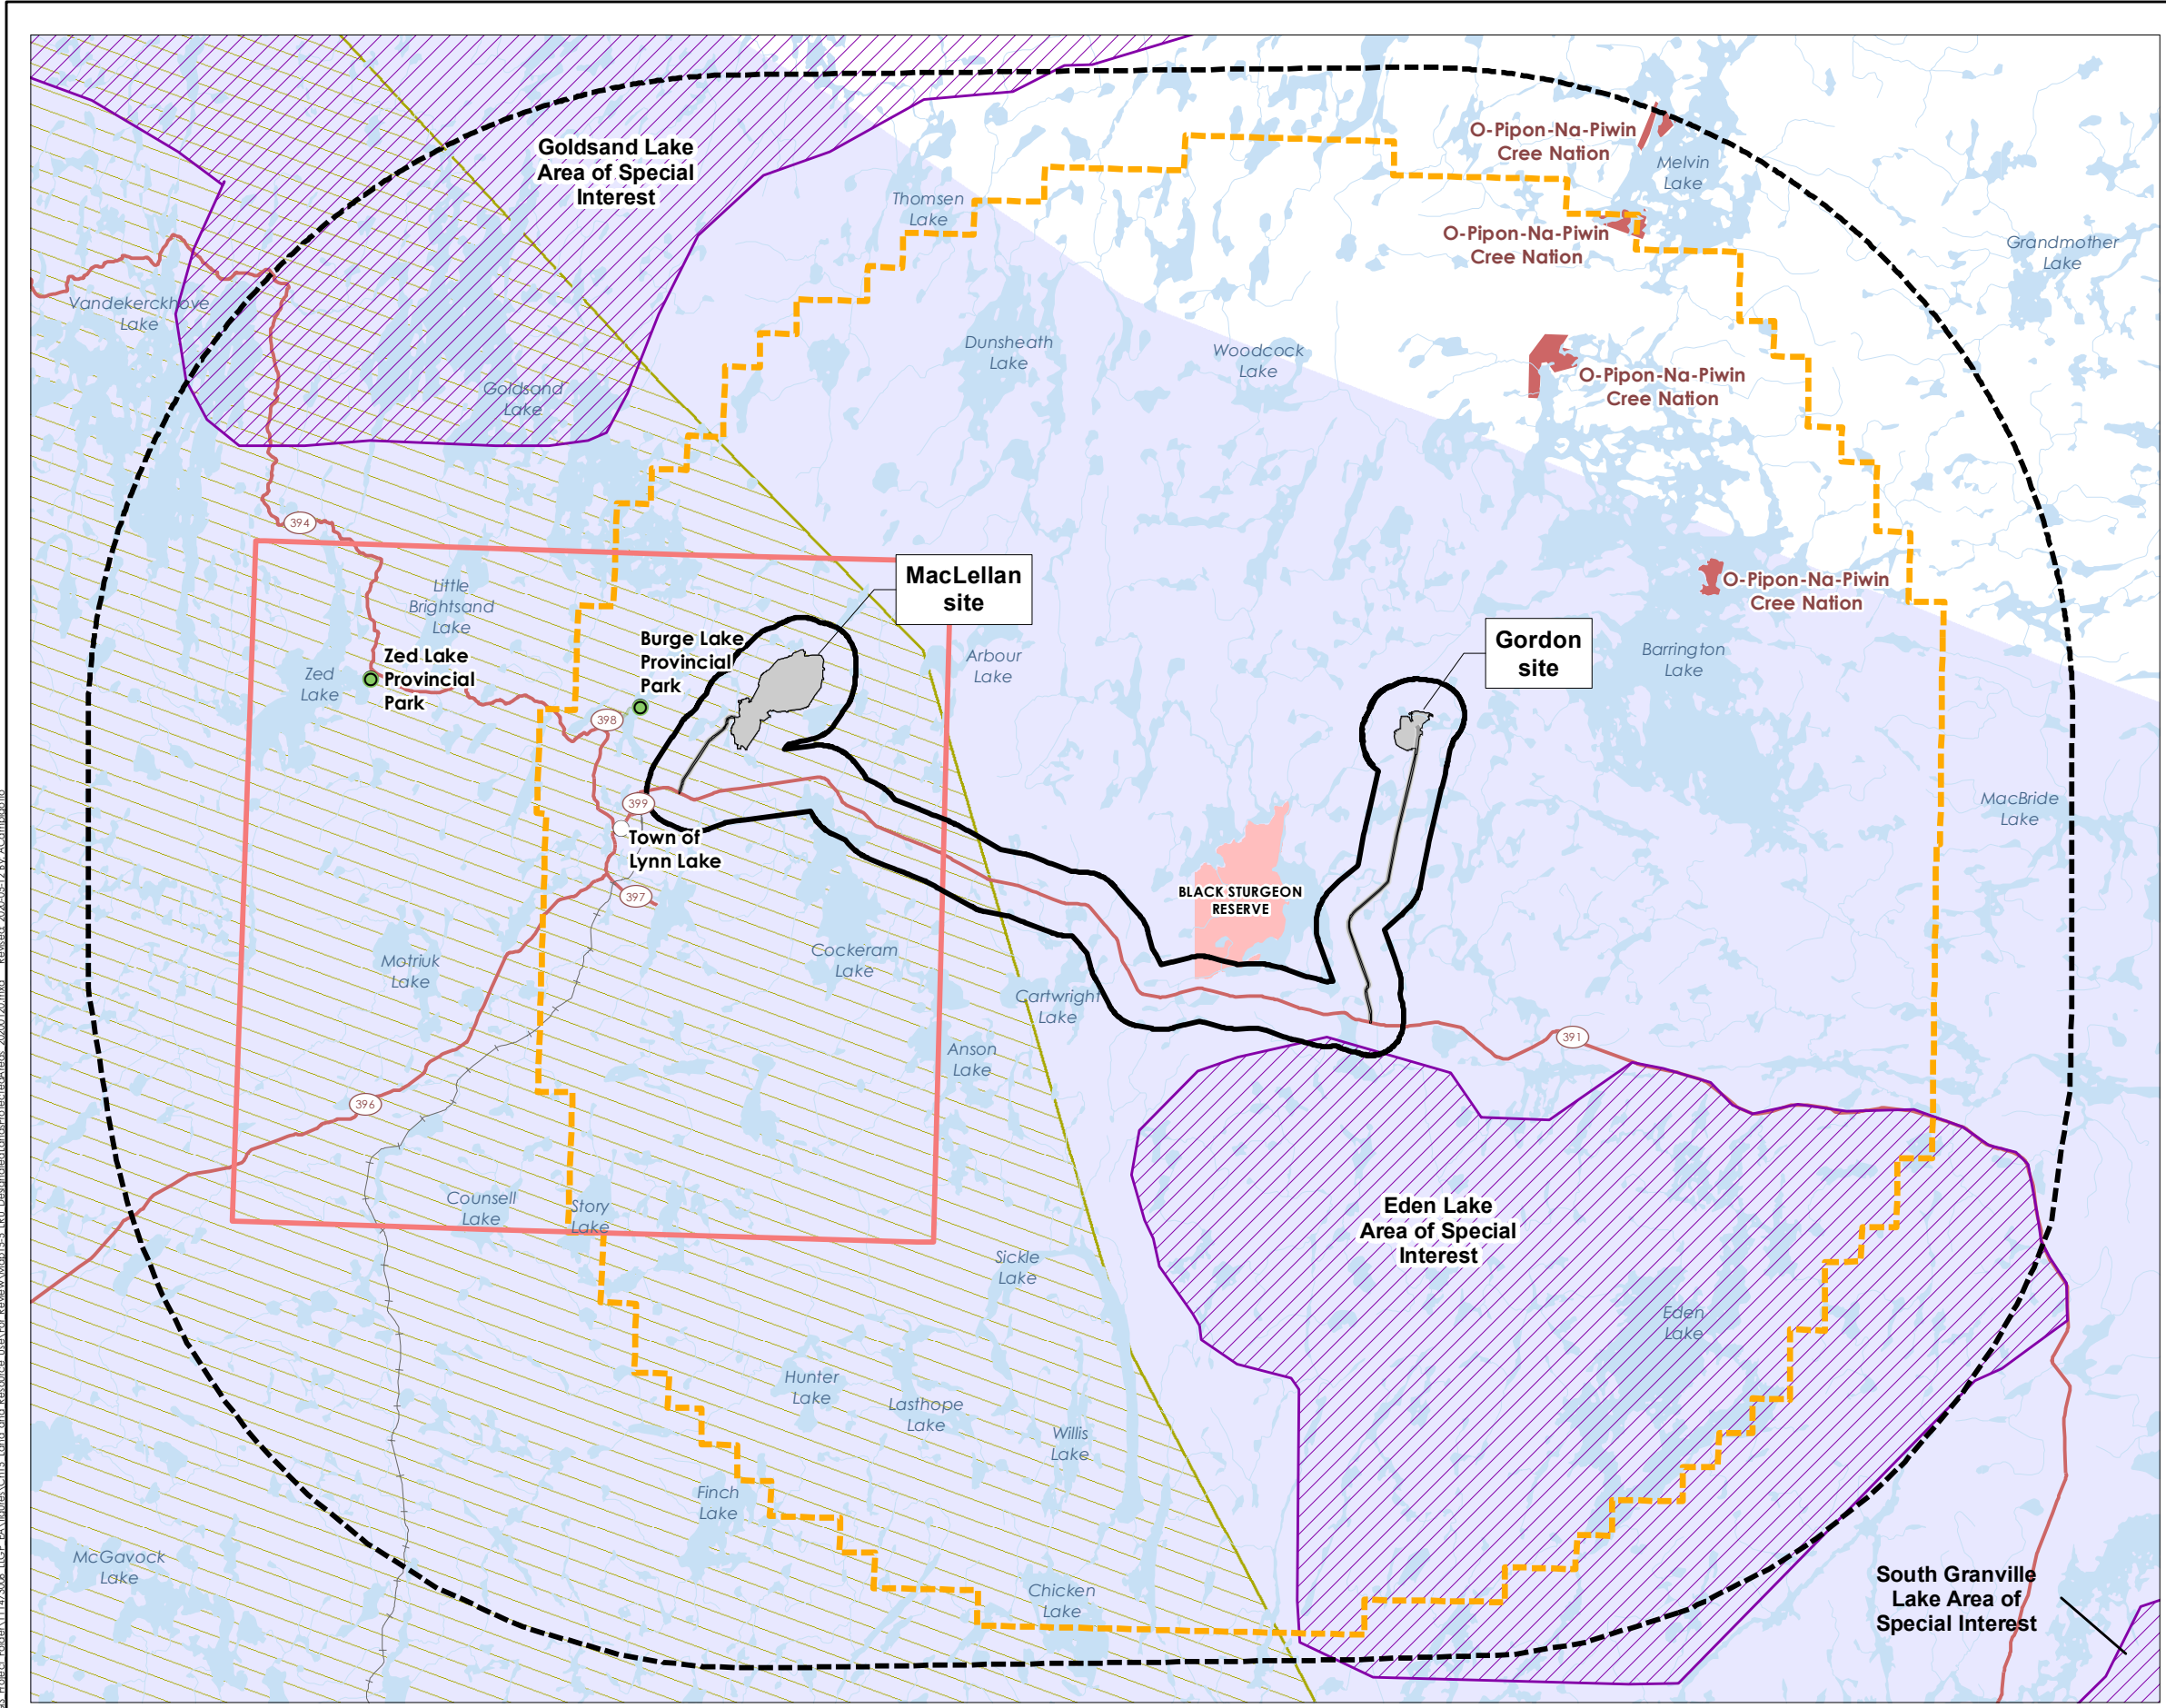 Goldsand Lake
Area of Special
Interest
O-Pipon-Na-Piwin
Cree Nation
Melvin
Lake
Thomsen
Lake
O-Pipon-Na-Piwin
Cree Nation
Grandmother
Lake
Vandekerckhove
Lake
Dunsheath
Lake
Woodcock
Lake
Goldsand
Lake
O-Pipon-Na-Piwin
Cree Nation
394
MacLellan
site
O-Pipon-Na-Piwin
Cree Nation
Little
Brightsand
Lake
Zed
Lake
Zed Lake
Provincial
Park
Burge Lake
Provincial
Park
Arbour
Lake
Gordon
site
Barrington
Lake
398
399
Town of
Lynn Lake
MacBride
Lake
397
BLACK STURGEON
RESERVE
Motriuk
Lake
Cockeram
Lake
Cartwright
Lake
Anson
Lake
391
396
Counsell
Lake
Story
Lake
Eden Lake
Area of Special
Interest
Sickle
Lake
Eden
Lake
Hunter
Lake
Lasthope
Lake
Willis
Lake
Finch
Lake
McGavock
Lake
Chicken
Lake
South Granville
Lake Area of
Special Interest